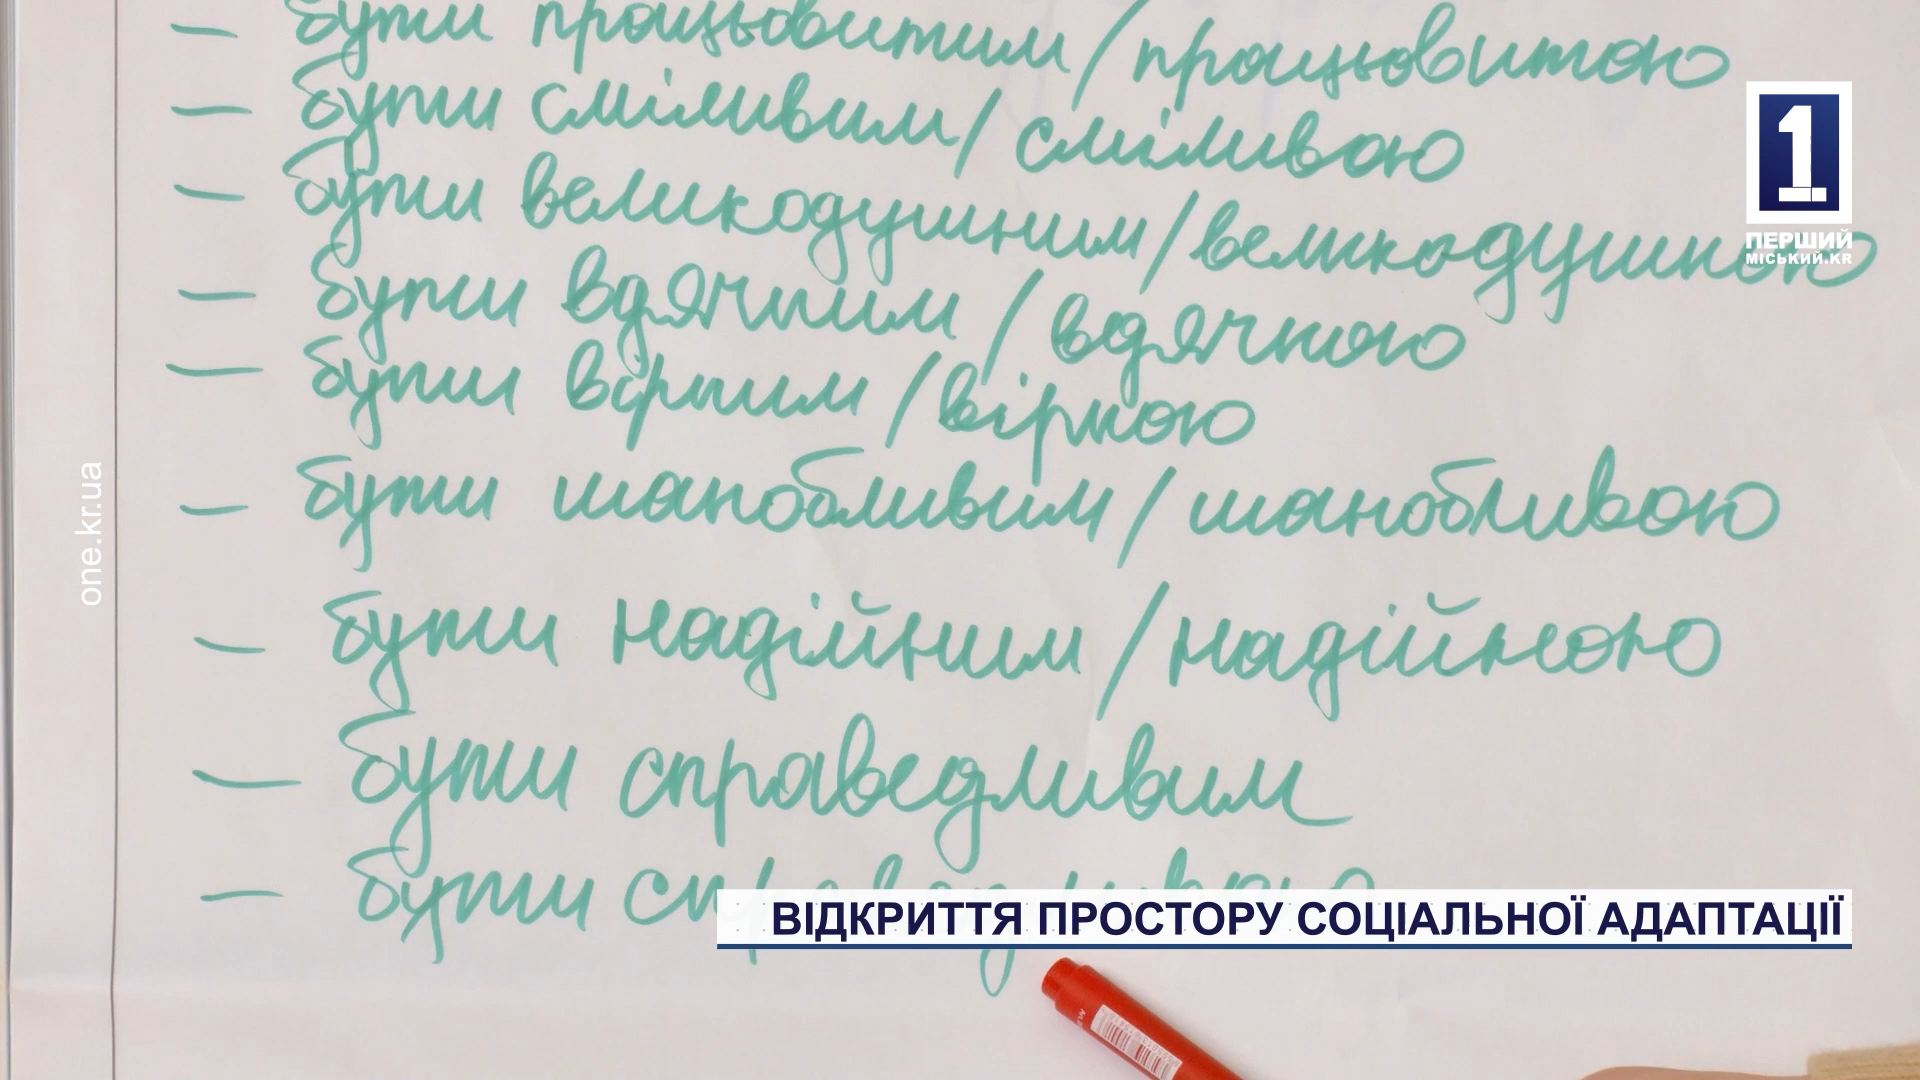 — бути працьовитим/працьовитою
— бути сміливим/сміливою
— бути великодушним/великодушною
— бути вдячним/вдячною
— бути вірним/вірною
— бути шанобливим/шанобливою
— бути надійним/надійною
— бути справедливим
— бути
1
ПЕРШИЙ
МІСЬКИЙ.KR
one.kr.ua
ВІДКРИТТЯ ПРОСТОРУ СОЦІАЛЬНОЇ АДАПТАЦІЇ